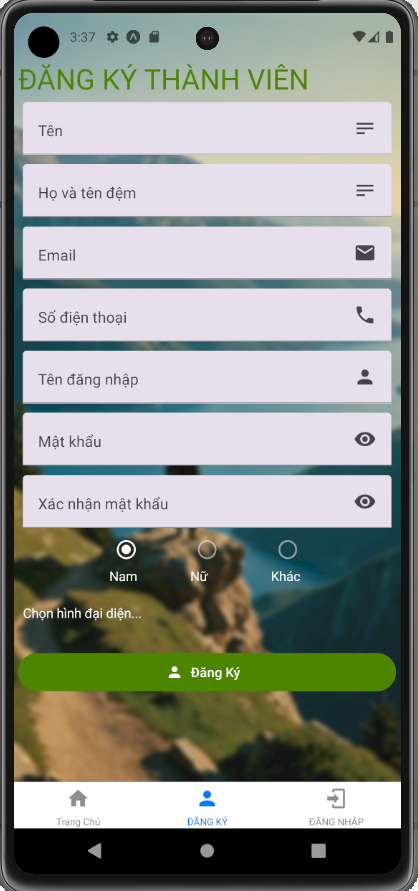 3:37
ĐĂNG KÝ THÀNH VIÊN
Tên
Họ và tên đệm
Email
Số điện thoại
Tên đăng nhập
Mật khẩu
Xác nhận mật khẩu
Nam Nữ Khác
Chọn hình đại diện...
Đăng Ký
Trang Chủ ĐĂNG KÝ ĐĂNG NHẬP